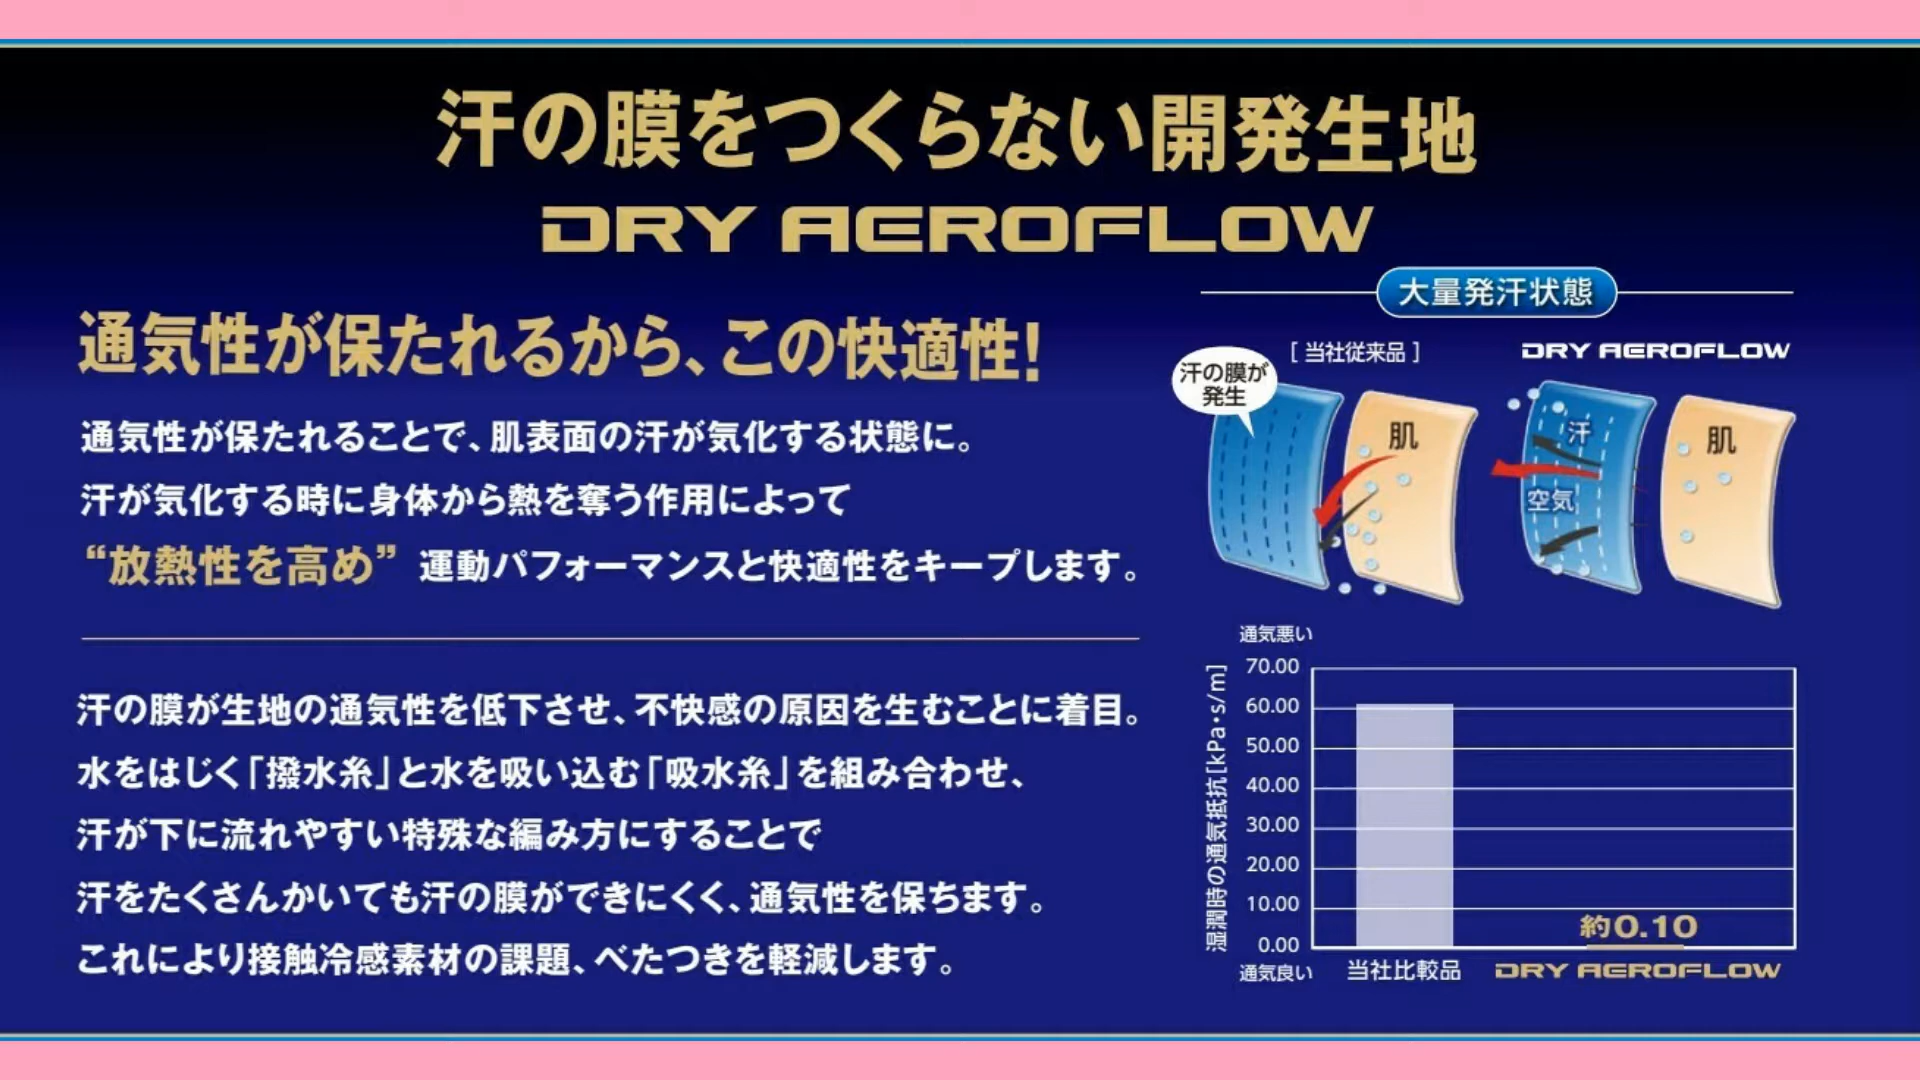 汗の膜をつくらない開発生地
DRY AEROFLOW
通気性が保たれるから、この快適性!
通気性が保たれることで、肌表面の汗が気化する状態に。
汗が気化する時に身体から熱を奪う作用によって
“放熱性を高め” 運動パフォーマンスと快適性をキープします。
汗の膜が生地の通気性を低下させ、不快感の原因を生むことに着目。
水をはじく「撥水糸」と水を吸い込む「吸水糸」を組み合わせ、
汗が下に流れやすい特殊な編み方にすることで
汗をたくさんかいても汗の膜ができにくく、通気性を保ちます。
これにより接触冷感素材の課題、べたつきを軽減します。
大量発汗状態
[ 当社従来品 ]
DRY AEROFLOW
汗の膜が
発生
肌
汗
空気
肌
通気悪い
湿潤時の通気抵抗[kPa・s/m]
70.00
60.00
50.00
40.00
30.00
20.00
10.00
0.00
通気良い
約0.10
当社比較品
DRY AEROFLOW